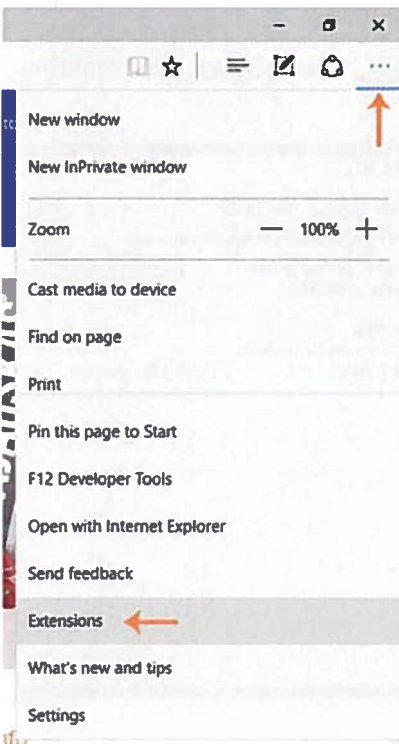 New window
New InPrivate window
Zoom — 100% +
Cast media to device
Find on page
Print
Pin this page to Start
F12 Developer Tools
Open with Internet Explorer
Send feedback
Extensions
What's new and tips
Settings